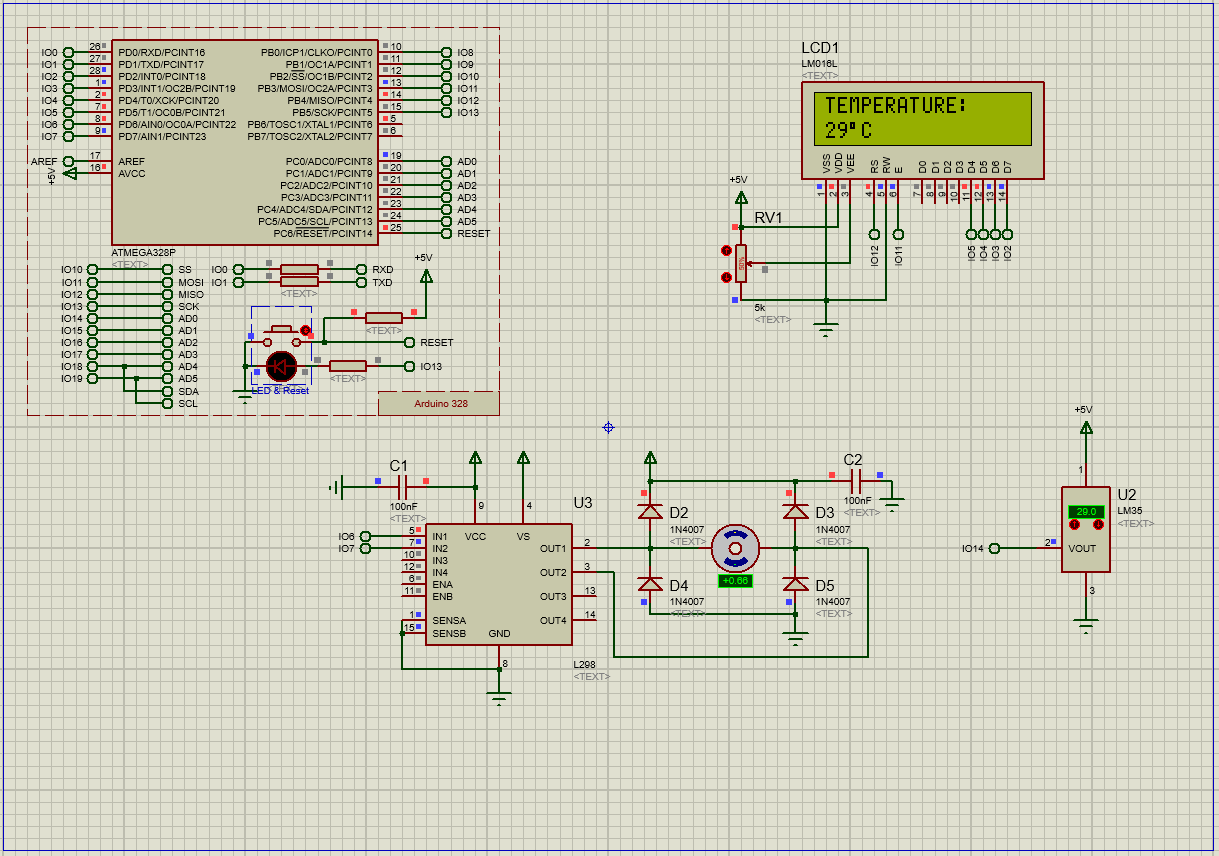 IO0 26 PD0/RXD/PCINT16 PB0/ICP1/CLKO/PCINT0 10 IO8
IO1 27 PD1/TXD/PCINT17 PB1/OC1A/PCINT1 11 IO9
IO2 28 PD2/INT0/PCINT18 PB2/SS/OC1B/PCINT2 12 IO10
IO3 1 PD3/INT1/OC2B/PCINT19 PB3/MOSI/OC2A/PCINT3 13 IO11
IO4 2 PD4/T0/XCK/PCINT20 PB4/MISO/PCINT4 14 IO12
IO5 7 PD5/T1/OC0B/PCINT21 PB5/SCK/PCINT5 15 IO13
IO6 8 PD6/AIN0/OC0A/PCINT22 PB6/TOSC1/XTAL1/PCINT6 5
IO7 9 PD7/AIN1/PCINT23 PB7/TOSC2/XTAL2/PCINT7 6
AREF 17 AREF PC0/ADC0/PCINT8 19 AD0
+5V 16 AVCC PC1/ADC1/PCINT9 20 AD1
PC2/ADC2/PCINT10 21 AD2
PC3/ADC3/PCINT11 22 AD3
PC4/ADC4/SDA/PCINT12 23 AD4
PC5/ADC5/SCL/PCINT13 24 AD5
PC6/RESET/PCINT14 25 RESET
ATMEGA328P
<TEXT>
IO10 SS
IO11 MOSI
IO12 MISO
IO13 SCK
IO14 AD0
IO15 AD1
IO16 AD2
IO17 AD3
IO18 AD4
IO19 AD5
SDA
SCL
IO0 RXD
IO1 TXD
<TEXT>
+5V
<TEXT>
RESET
IO13
<TEXT>
LED & Reset
Arduino 328
LCD1
LM016L
<TEXT>
TEMPERATURE:
29°C
VSS VDD VEE RS RW E D0 D1 D2 D3 D4 D5 D6 D7
1 2 3 4 5 6 7 8 9 10 11 12 13 14
IO12 IO11 IO5 IO4 IO3 IO2
+5V
RV1
50%
5k
<TEXT>
C1
100nF
<TEXT>
9 4
U3
IO6 5 IN1 VCC VS
IO7 7 IN2 OUT1 2
10 IN3
12 IN4 OUT2 3
6 ENA
11 ENB OUT3 13
1 SENSA OUT4 14
15 SENSB GND
8
L298
<TEXT>
D2
1N4007
<TEXT>
D3
1N4007
<TEXT>
C2
100nF
<TEXT>
+0.66
D4
1N4007
<TEXT>
D5
1N4007
<TEXT>
+5V
1
U2
LM35
<TEXT>
29.0
IO14 2 VOUT
3